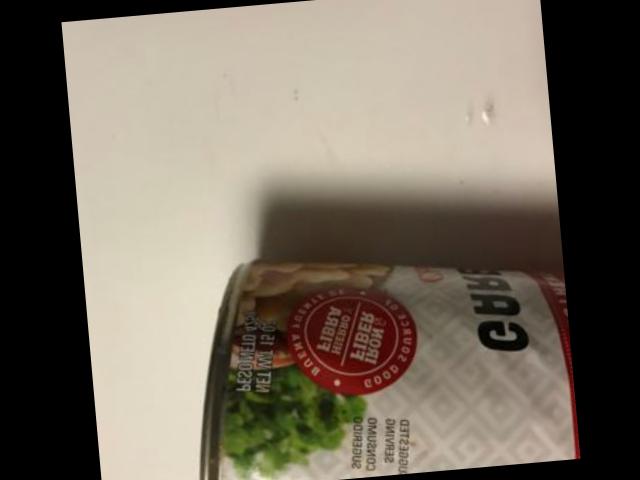 GAR
GOOD SOURCE OF
IRON &
FIBER
HIERRO Y
FIBRA
BUENA FUENTE DE
SUGGESTED
SERVING
CONSUMO
SUGERIDO
NET WT. 15 OZ
PESO NETO